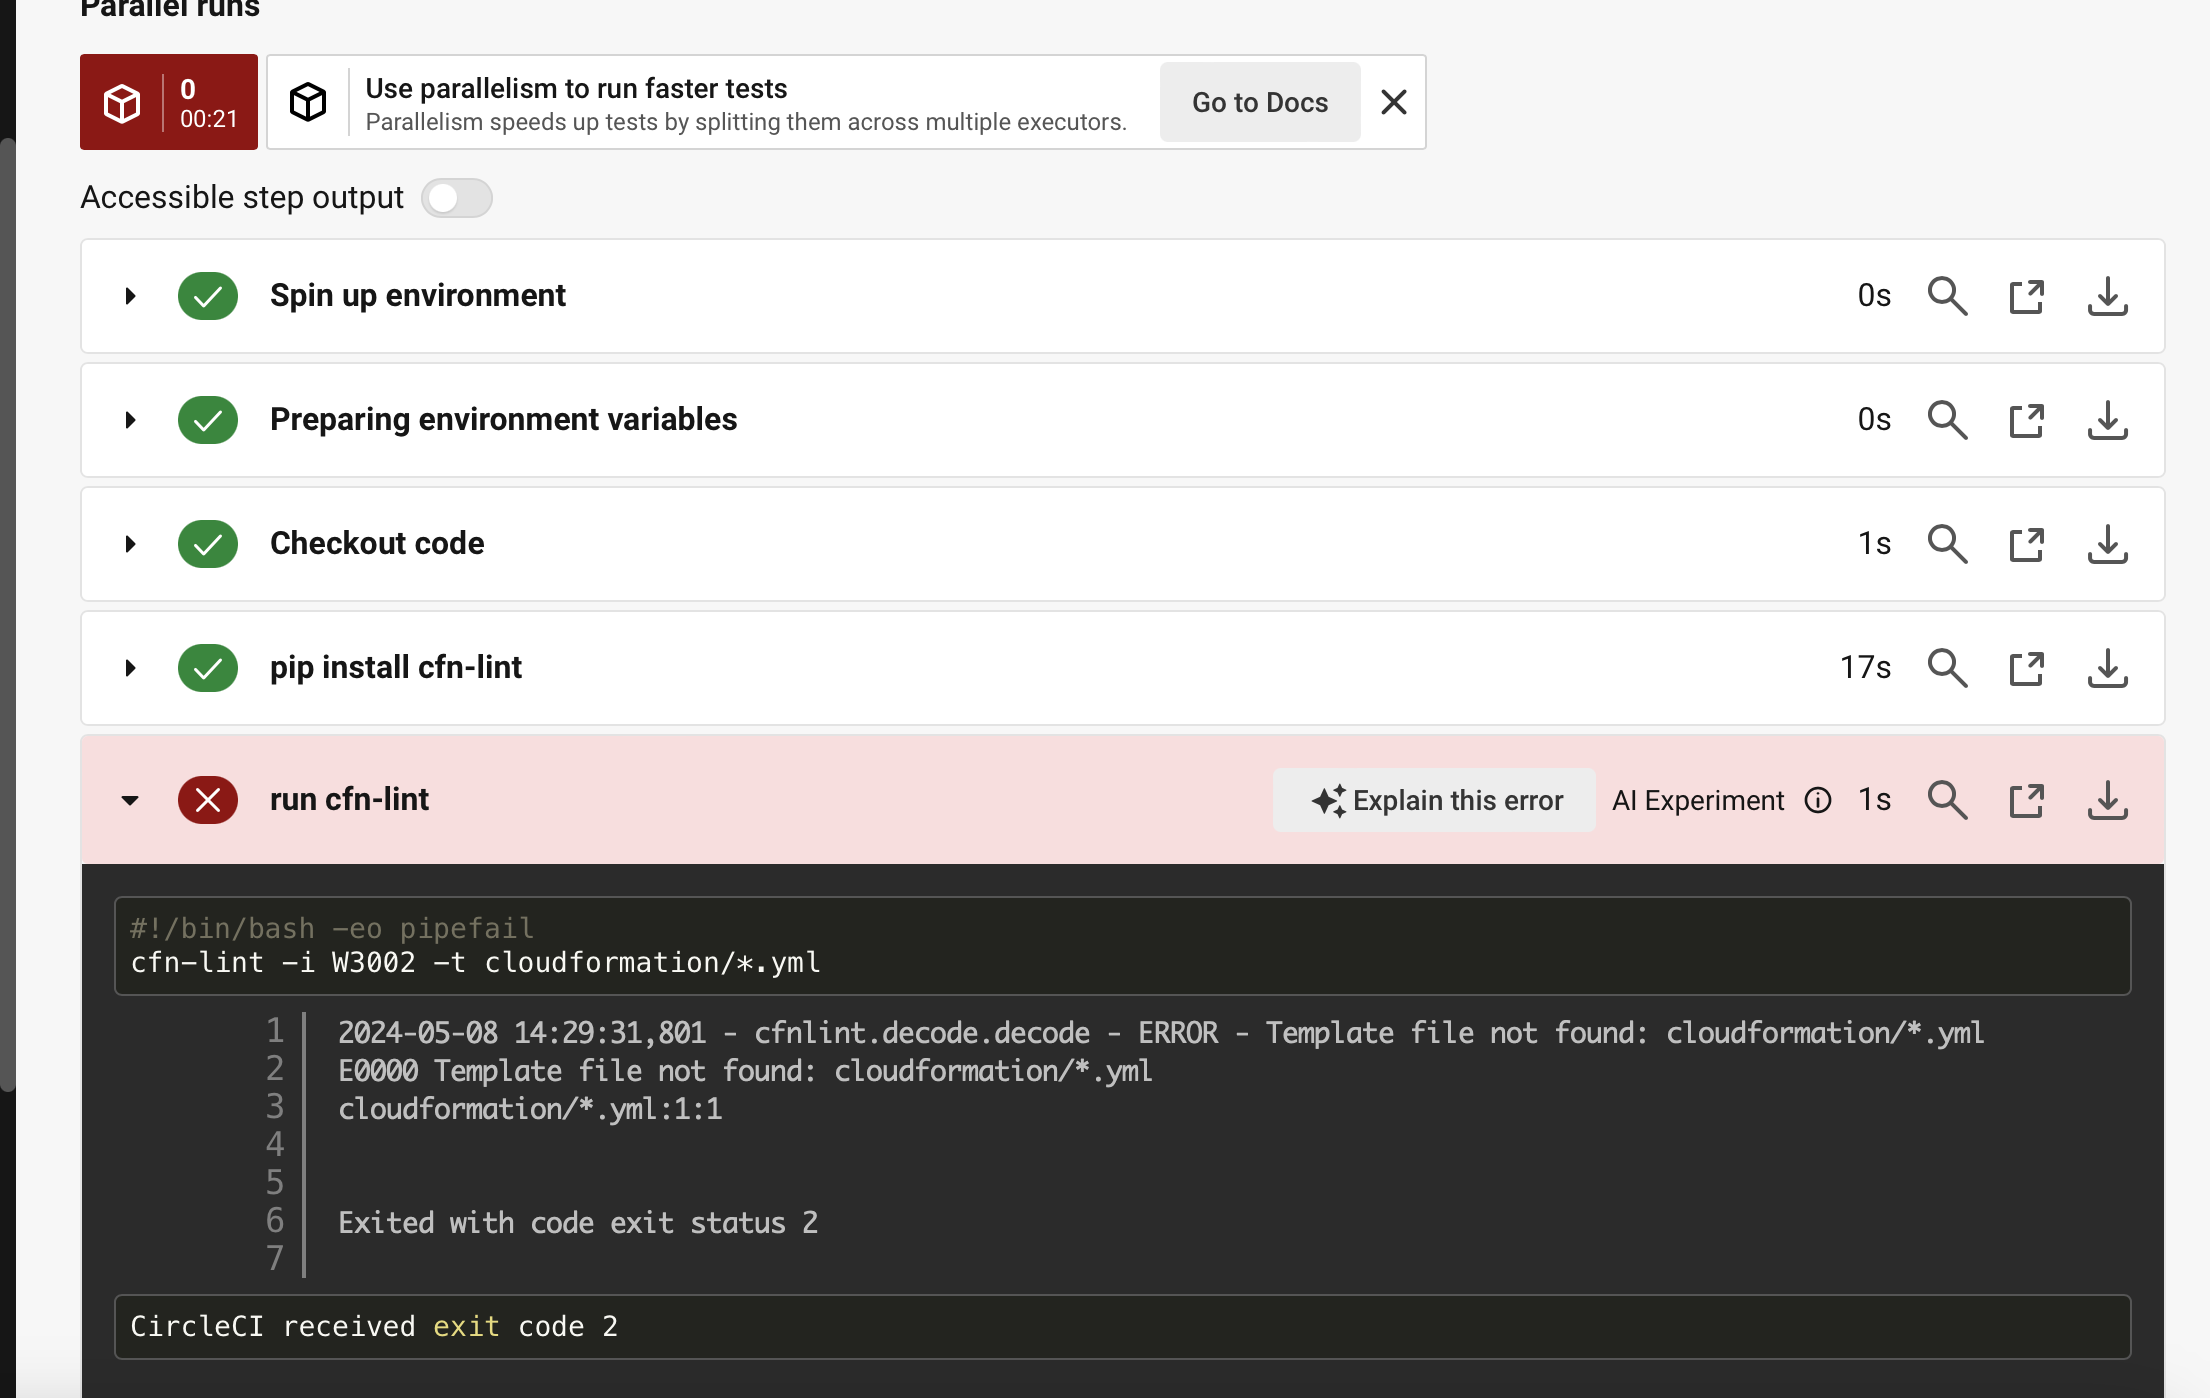 Parallel runs
0
00:21
Use parallelism to run faster tests
Parallelism speeds up tests by splitting them across multiple executors.
Go to Docs
Accessible step output
Spin up environment 0s
Preparing environment variables 0s
Checkout code 1s
pip install cfn-lint 17s
run cfn-lint Explain this error AI Experiment 1s
#!/bin/bash -eo pipefail
cfn-lint -i W3002 -t cloudformation/*.yml
1 2024-05-08 14:29:31,801 - cfnlint.decode.decode - ERROR - Template file not found: cloudformation/*.yml
2 E0000 Template file not found: cloudformation/*.yml
3 cloudformation/*.yml:1:1
4
5
6 Exited with code exit status 2
7
CircleCI received exit code 2